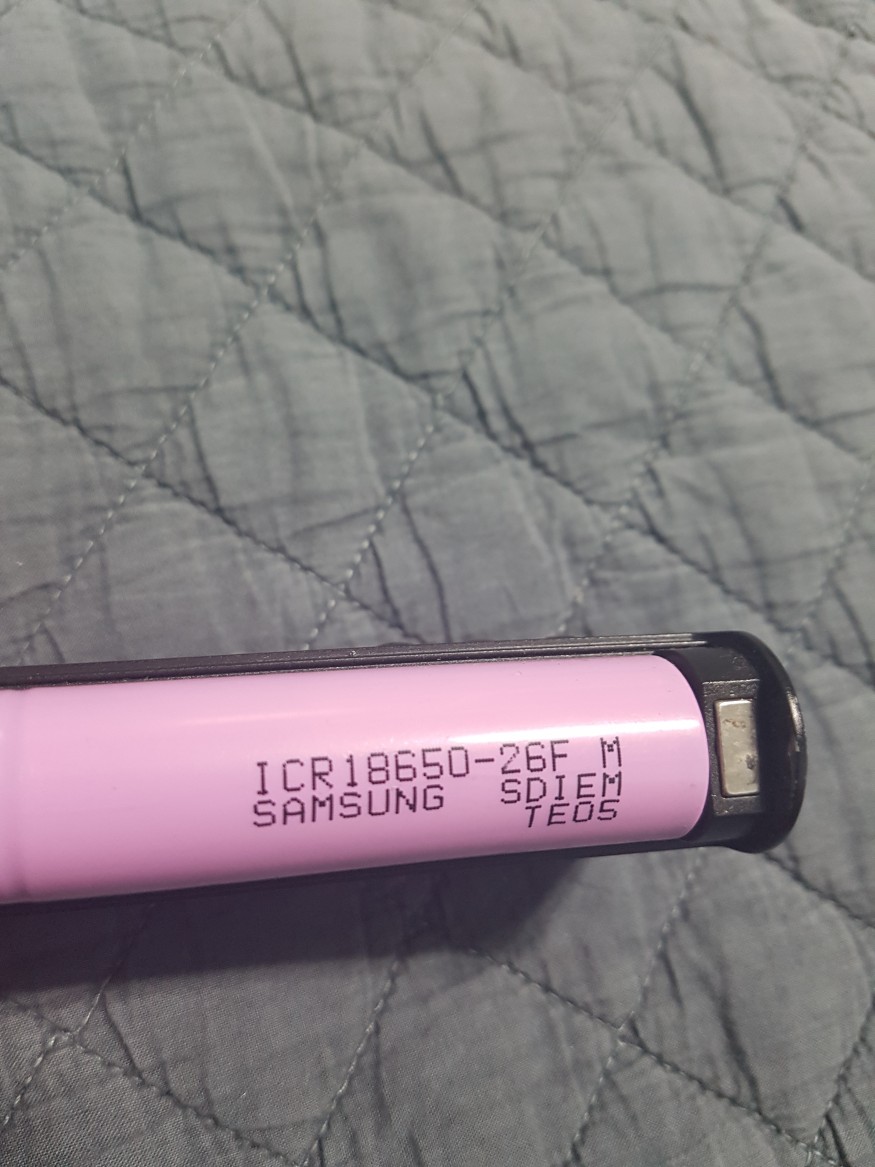 ICR18650-26F M
SAMSUNG SDIEM
TE05